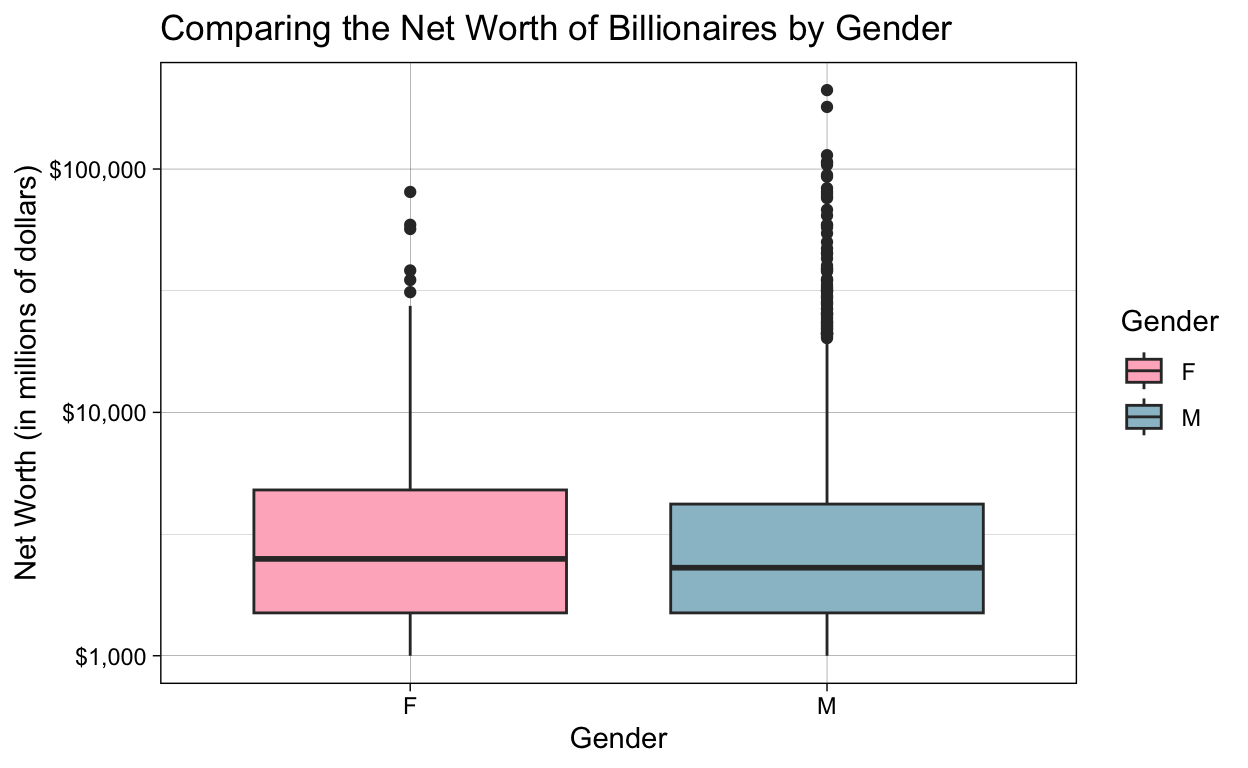 Comparing the Net Worth of Billionaires by Gender
Net Worth (in millions of dollars)
$100,000
$10,000
$1,000
F
M
Gender
Gender
F
M